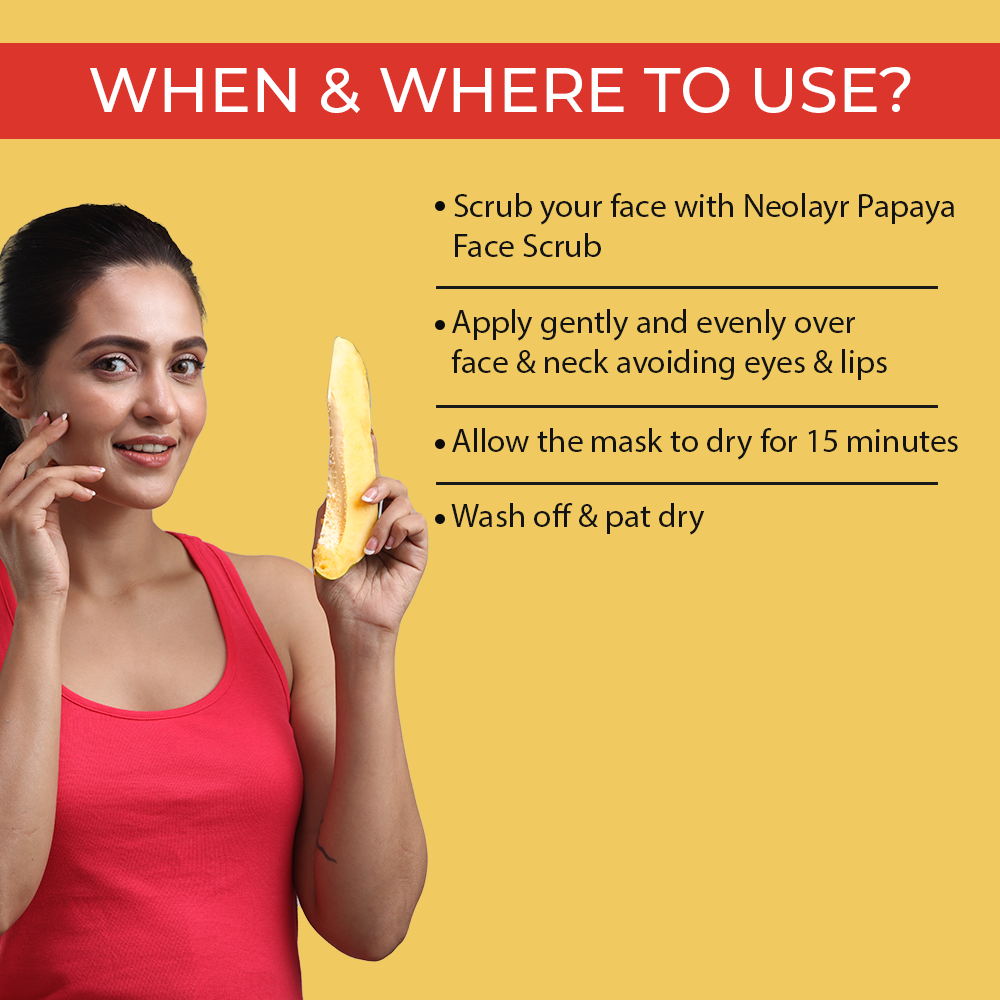 WHEN & WHERE TO USE?
• Scrub your face with Neolayr Papaya
Face Scrub
• Apply gently and evenly over
face & neck avoiding eyes & lips
• Allow the mask to dry for 15 minutes
• Wash off & pat dry